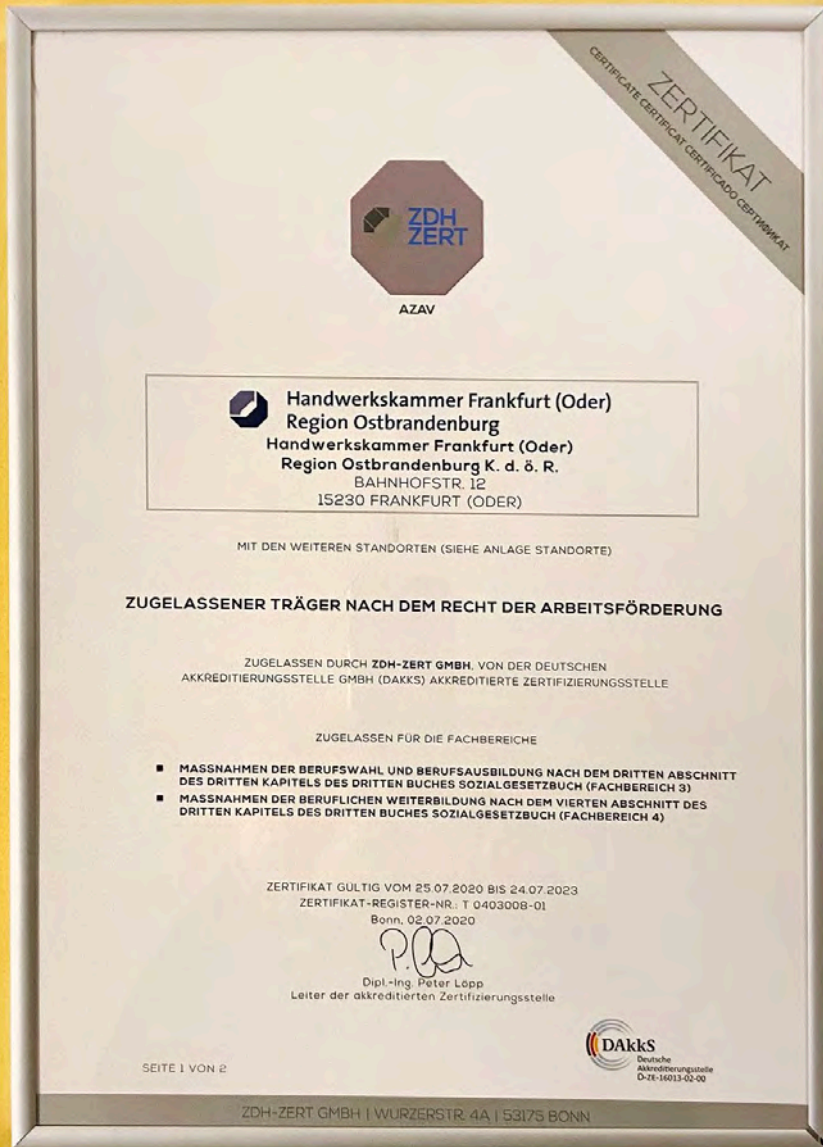 ZERTIFIKAT
CERTIFICATE CERTIFICAT CERTIFICADO СЕРТИФИКАТ
ZDH
ZERT
AZAV
Handwerkskammer Frankfurt (Oder)
Region Ostbrandenburg
Handwerkskammer Frankfurt (Oder)
Region Ostbrandenburg K. d. ö. R.
BAHNHOFSTR. 12
15230 FRANKFURT (ODER)
MIT DEN WEITEREN STANDORTEN (SIEHE ANLAGE STANDORTE)
ZUGELASSENER TRÄGER NACH DEM RECHT DER ARBEITSFÖRDERUNG
ZUGELASSEN DURCH ZDH-ZERT GMBH, VON DER DEUTSCHEN
AKKREDITIERUNGSSTELLE GMBH (DAKKS) AKKREDITIERTE ZERTIFIZIERUNGSSTELLE
ZUGELASSEN FÜR DIE FACHBEREICHE
■ MASSNAHMEN DER BERUFSWAHL UND BERUFSAUSBILDUNG NACH DEM DRITTEN ABSCHNITT
DES DRITTEN KAPITELS DES DRITTEN BUCHES SOZIALGESETZBUCH (FACHBEREICH 3)
■ MASSNAHMEN DER BERUFLICHEN WEITERBILDUNG NACH DEM VIERTEN ABSCHNITT DES
DRITTEN KAPITELS DES DRITTEN BUCHES SOZIALGESETZBUCH (FACHBEREICH 4)
ZERTIFIKAT GÜLTIG VOM 25.07.2020 BIS 24.07.2023
ZERTIFIKAT-REGISTER-NR.: T 0403008-01
Bonn, 02.07.2020
Dipl.-Ing. Peter Löpp
Leiter der akkreditierten Zertifizierungsstelle
DAkkS
Deutsche
Akkreditierungsstelle
D-ZE-16013-02-00
SEITE 1 VON 2
ZDH-ZERT GMBH | WURZERSTR. 4A | 53175 BONN